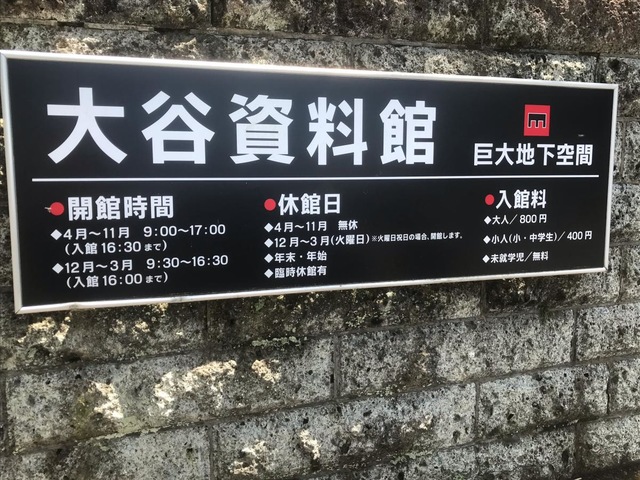 大谷資料館
巨大地下空間
●開館時間
◆4月〜11月 9:00〜17:00
(入館16:30まで)
◆12月〜3月 9:30〜16:30
(入館16:00まで)
●休館日
◆4月〜11月 無休
◆12月〜3月(火曜日)※火曜日祝日の場合、開館します。
◆年末・年始
◆臨時休館有
●入館料
◆大人/800円
◆小人(小・中学生)/400円
◆未就学児/無料